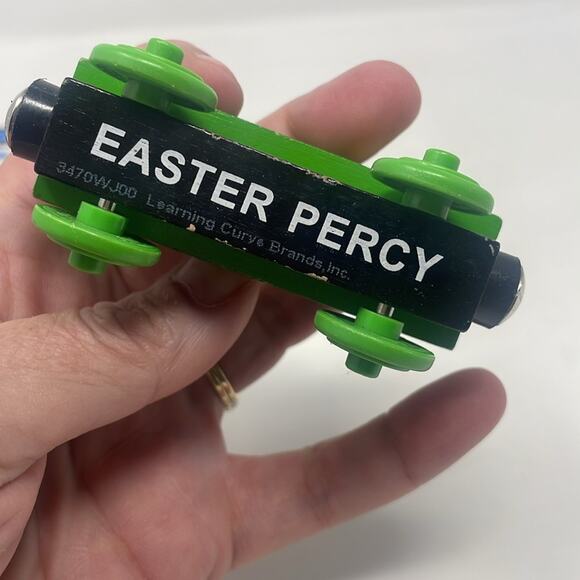 EASTER PERCY
3470WJ00 Learning Curve Brands, Inc.